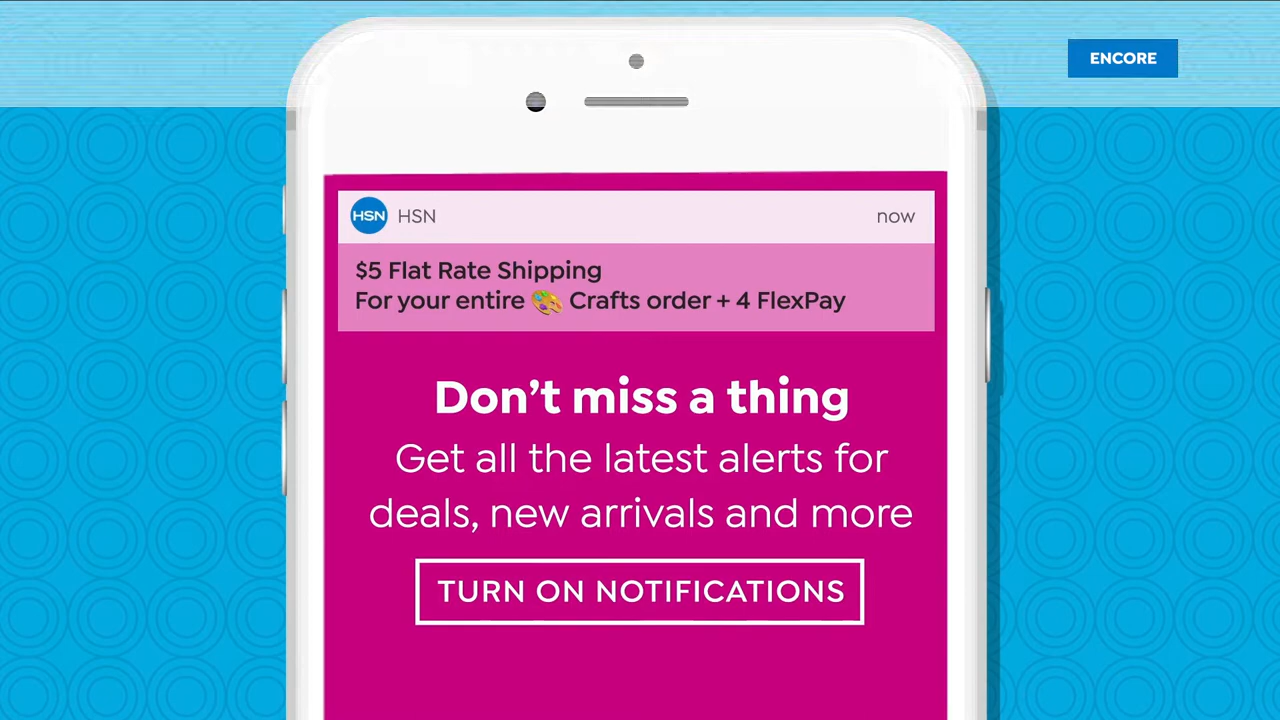 ENCORE
HSN HSN now
$5 Flat Rate Shipping
For your entire 🎨 Crafts order + 4 FlexPay
Don't miss a thing
Get all the latest alerts for
deals, new arrivals and more
TURN ON NOTIFICATIONS